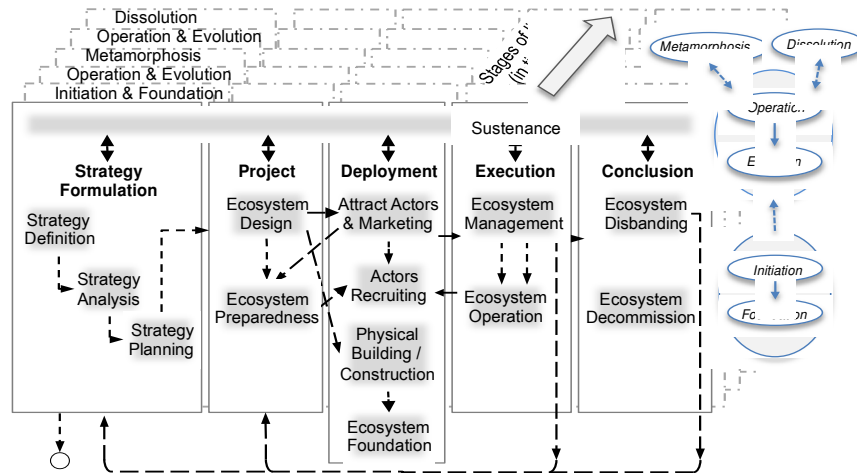 Dissolution
Operation & Evolution
Metamorphosis
Operation & Evolution
Initiation & Foundation
Stages of
(in
Metamorphosis
Dissolution
Operation
Initiation
Sustenance
Strategy
Formulation
Project
Deployment
Execution
Conclusion
Strategy
Definition
Strategy
Analysis
Strategy
Planning
Ecosystem
Design
Ecosystem
Preparedness
Attract Actors
& Marketing
Actors
Recruiting
Physical
Building /
Construction
Ecosystem
Foundation
Ecosystem
Management
Ecosystem
Operation
Ecosystem
Disbanding
Ecosystem
Decommission